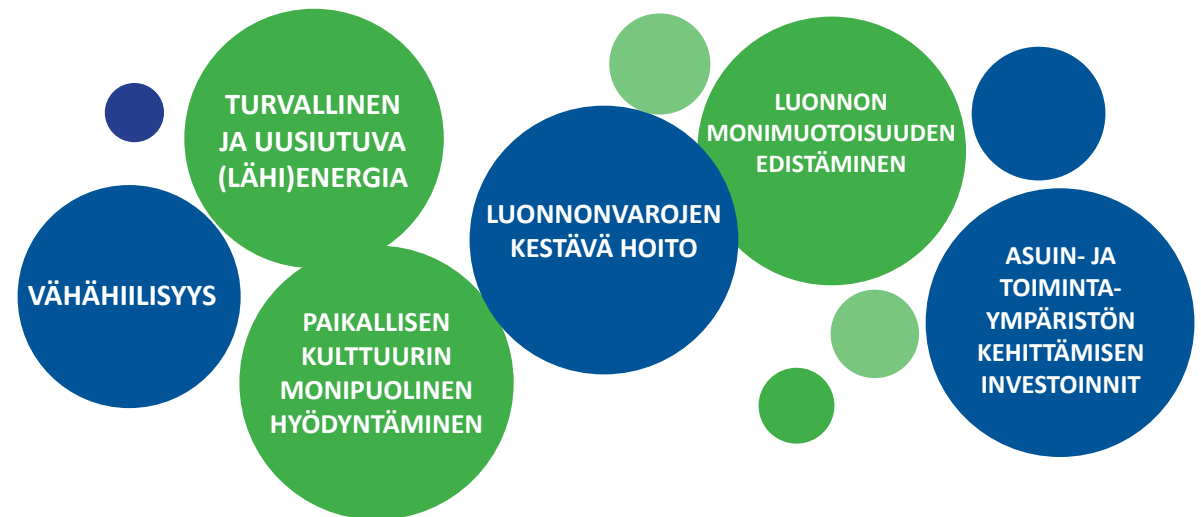 TURVALLINEN
JA UUSIUTUVA
(LÄHI)ENERGIA
LUONNON
MONIMUOTOISUUDEN
EDISTÄMINEN
LUONNONVAROJEN
KESTÄVÄ HOITO
VÄHÄHIILISYYS
PAIKALLISEN
KULTTUURIN
MONIPUOLINEN
HYÖDYNTÄMINEN
ASUIN- JA
TOIMINTA-
YMPÄRISTÖN
KEHITTÄMISEN
INVESTOINNIT